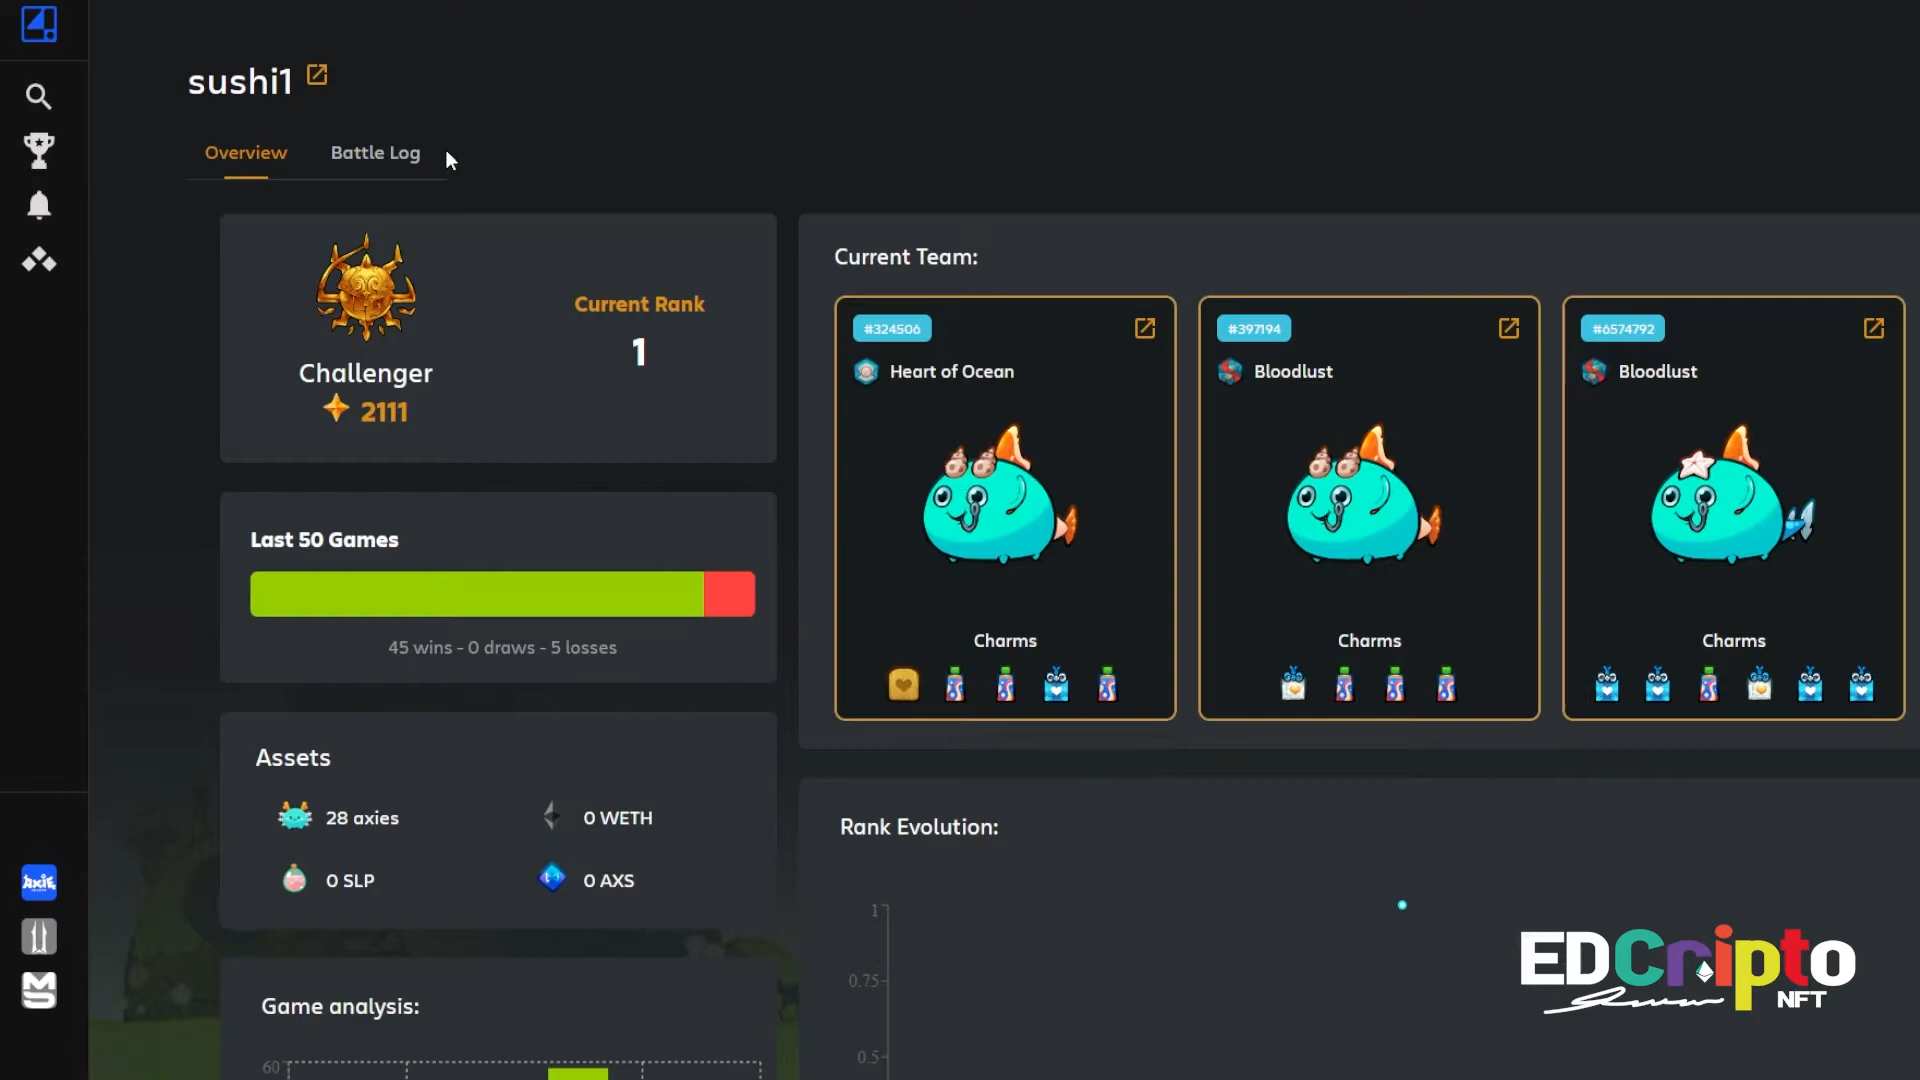 sushi1
Overview
Battle Log
Challenger
2111
Current Rank
1
Last 50 Games
45 wins - 0 draws - 5 losses
Assets
28 axies
0 WETH
0 SLP
0 AXS
Game analysis:
60
Current Team:
#324506
Heart of Ocean
Charms
#397194
Bloodlust
Charms
#6574792
Bloodlust
Charms
Rank Evolution:
1
0.75
0.5
AXIE
MS
EDCripto
NFT